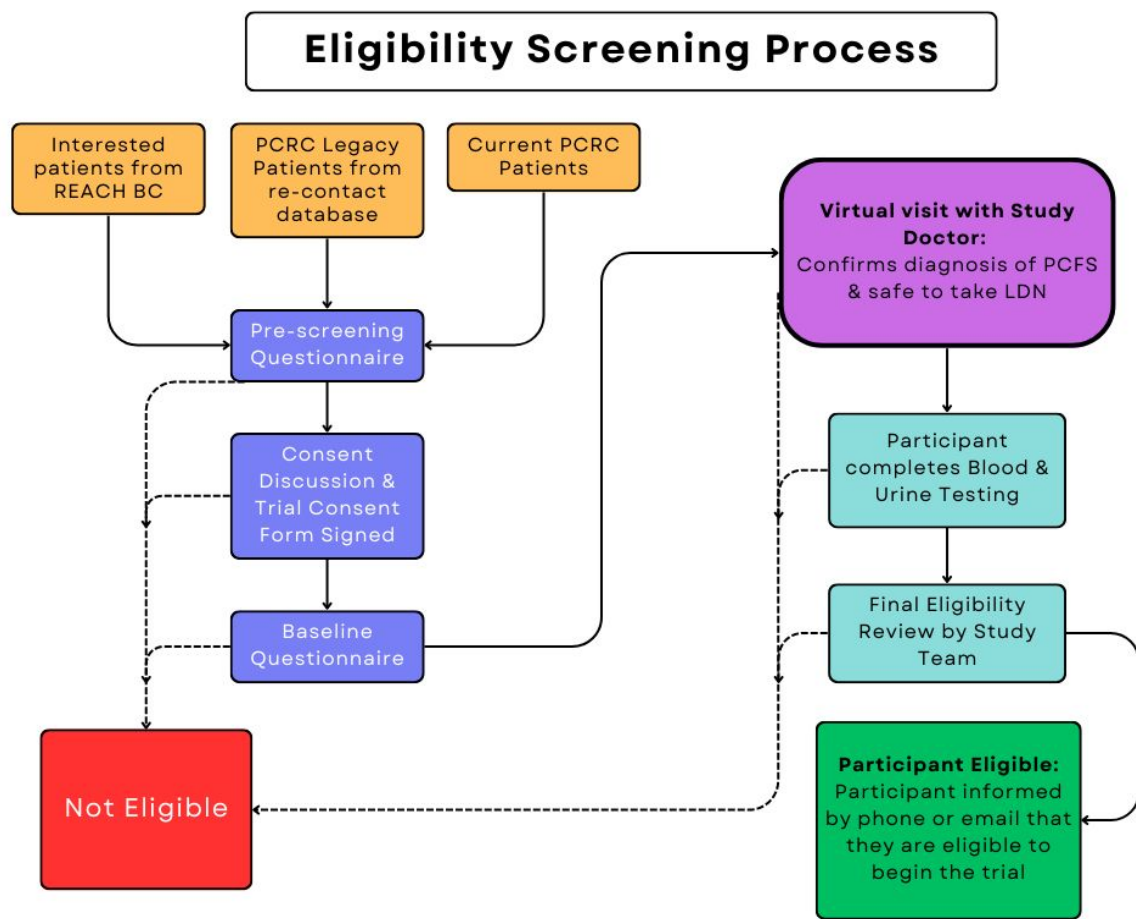 Eligibility Screening Process
Interested
patients from
REACH BC
PCRC Legacy
Patients from
re-contact
database
Current PCRC
Patients
Pre-screening
Questionnaire
Consent
Discussion &
Trial Consent
Form Signed
Baseline
Questionnaire
Not Eligible
Virtual visit with Study
Doctor:
Confirms diagnosis of PCFS
& safe to take LDN
Participant
completes Blood &
Urine Testing
Final Eligibility
Review by Study
Team
Participant Eligible:
Participant informed
by phone or email that
they are eligible to
begin the trial